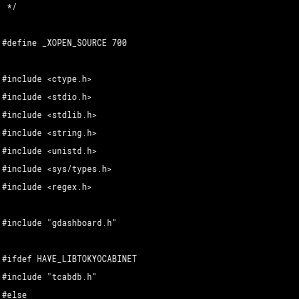 */
#define _XOPEN_SOURCE 700
#include <ctype.h>
#include <stdio.h>
#include <stdlib.h>
#include <string.h>
#include <unistd.h>
#include <sys/types.h>
#include <regex.h>
#include "gdashboard.h"
#ifdef HAVE_LIBTOKYOCABINET
#include "tcabdb.h"
#else